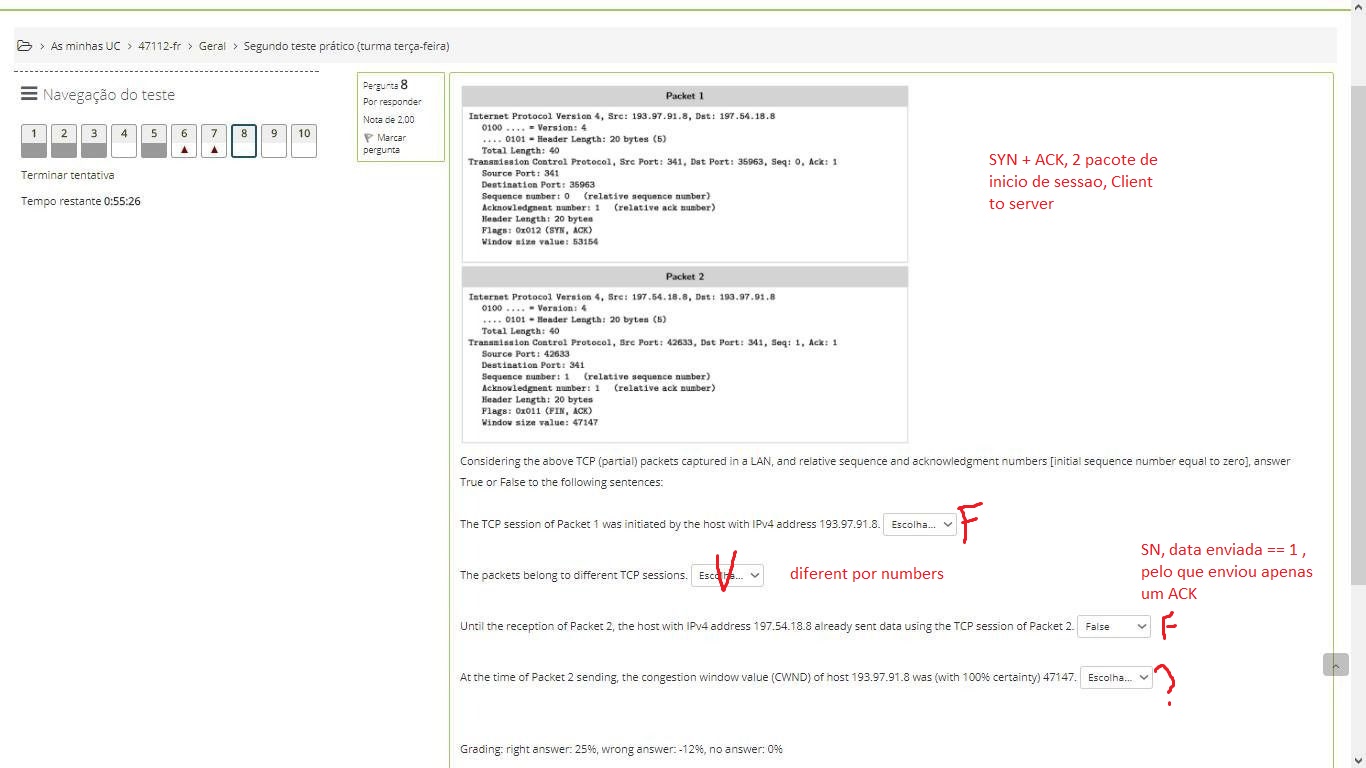 As minhas UC > 47112-fr > Geral > Segundo teste prático (turma terça-feira)
Navegação do teste
1 2 3 4 5 6 7 8 9 10
Terminar tentativa
Tempo restante 0:55:26
Pergunta 8
Por responder
Nota de 2,00
Marcar
pergunta
Packet 1
Internet Protocol Version 4, Src: 193.97.91.8, Dst: 197.54.18.8
0100 .... = Version: 4
.... 0101 = Header Length: 20 bytes (5)
Total Length: 40
Transmission Control Protocol, Src Port: 341, Dst Port: 35963, Seq: 0, Ack: 1
Source Port: 341
Destination Port: 35963
Sequence number: 0 (relative sequence number)
Acknowledgment number: 1 (relative ack number)
Header Length: 20 bytes
Flags: 0x012 (SYN, ACK)
Window size value: 53154
SYN + ACK, 2 pacote de
inicio de sessao, Client
to server
Packet 2
Internet Protocol Version 4, Src: 197.54.18.8, Dst: 193.97.91.8
0100 .... = Version: 4
.... 0101 = Header Length: 20 bytes (5)
Total Length: 40
Transmission Control Protocol, Src Port: 42633, Dst Port: 341, Seq: 1, Ack: 1
Source Port: 42633
Destination Port: 341
Sequence number: 1 (relative sequence number)
Acknowledgment number: 1 (relative ack number)
Header Length: 20 bytes
Flags: 0x011 (FIN, ACK)
Window size value: 47147
Considering the above TCP (partial) packets captured in a LAN, and relative sequence and acknowledgment numbers [initial sequence number equal to zero], answer
True or False to the following sentences:
The TCP session of Packet 1 was initiated by the host with IPv4 address 193.97.91.8. Escolha... F
The packets belong to different TCP sessions. Escolha... V diferent por numbers
SN, data enviada == 1 ,
pelo que enviou apenas
um ACK
Until the reception of Packet 2, the host with IPv4 address 197.54.18.8 already sent data using the TCP session of Packet 2. False F
At the time of Packet 2 sending, the congestion window value (CWND) of host 193.97.91.8 was (with 100% certainty) 47147. Escolha... ?
Grading: right answer: 25%, wrong answer: -12%, no answer: 0%